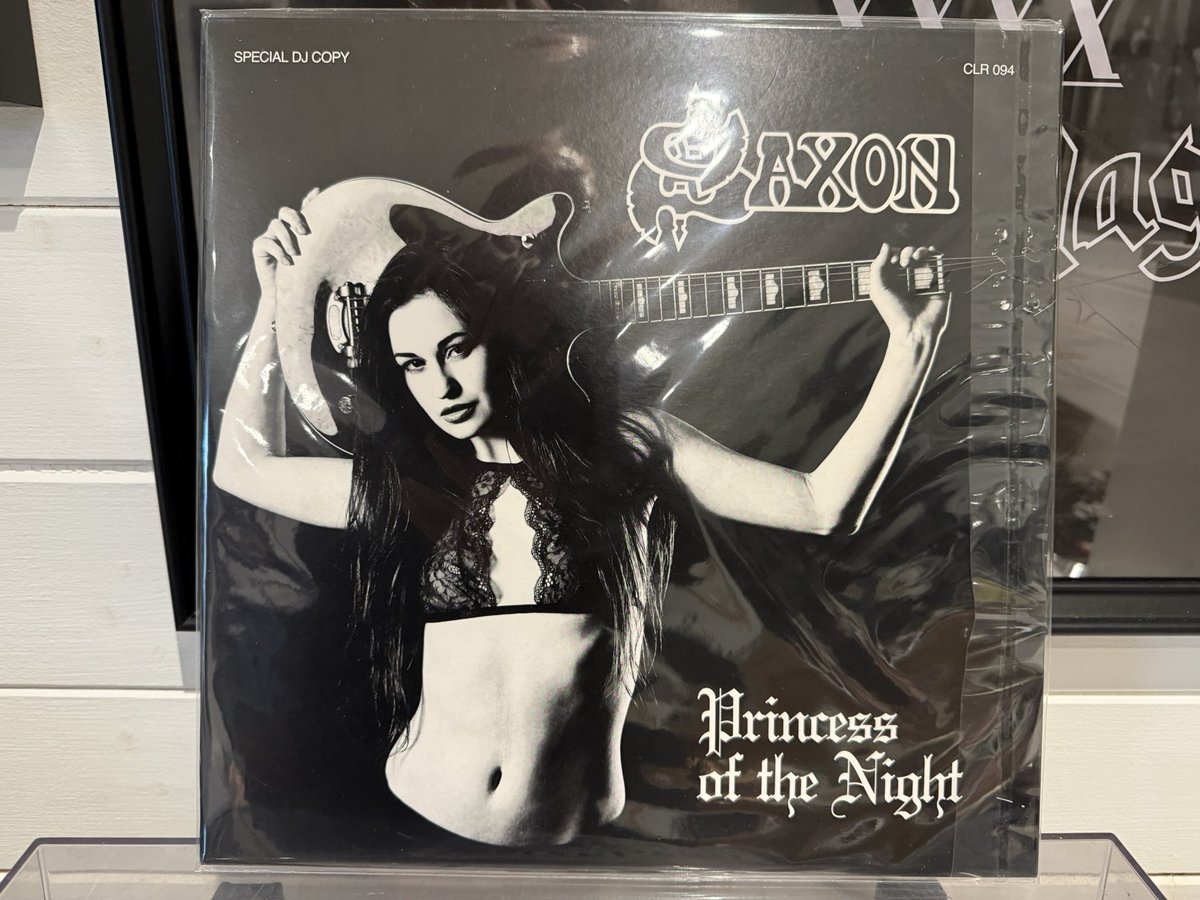 SPECIAL DJ COPY
CLR 094
SAXON
Princess
of the Night